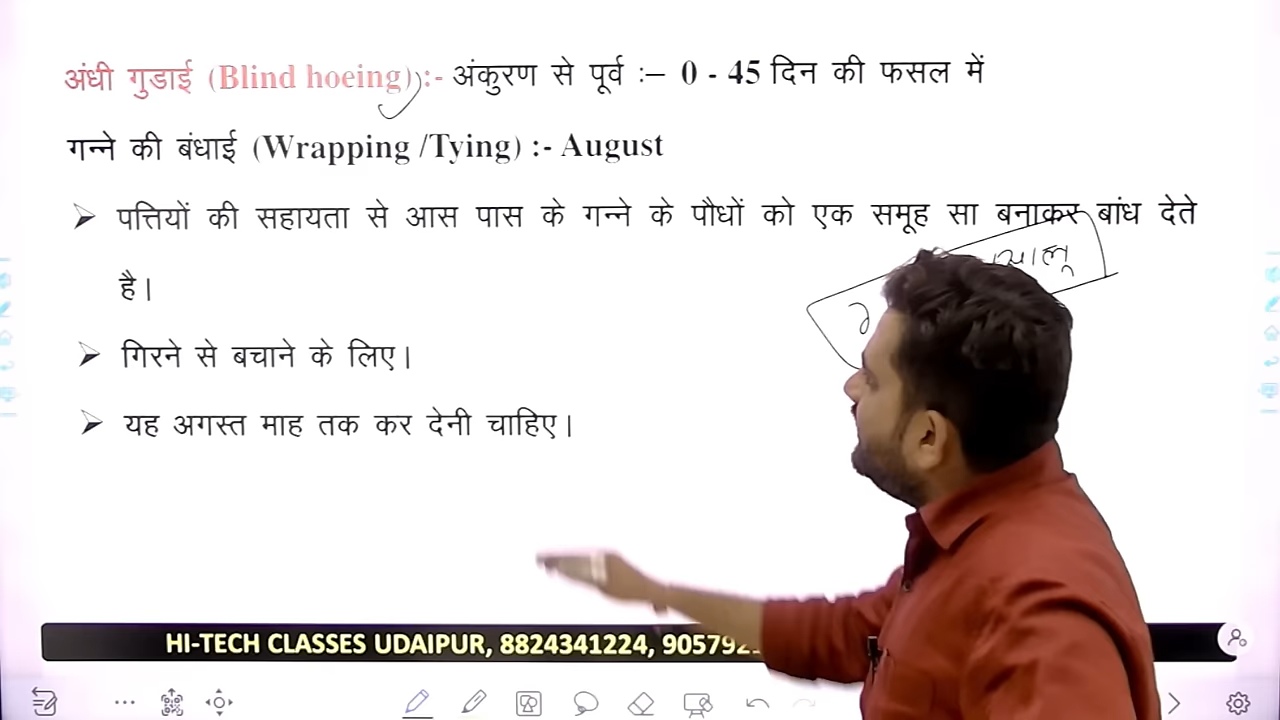 अंधी गुडाई (Blind hoeing) :- अंकुरण से पूर्व :– 0 - 45 दिन की फसल में
गन्ने की बंधाई (Wrapping /Tying) :- August
➢ पत्तियों की सहायता से आस पास के गन्ने के पौधों को एक समूह सा बनाकर बांध देते
है।
➢ गिरने से बचाने के लिए।
➢ यह अगस्त माह तक कर देनी चाहिए।
HI-TECH CLASSES UDAIPUR, 8824341224,